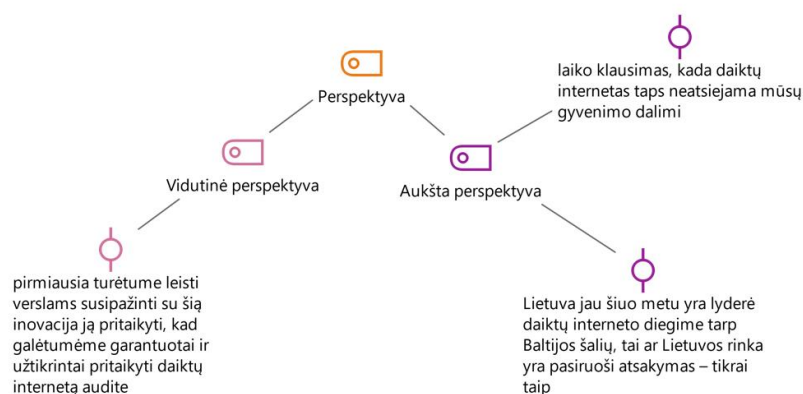 Perspektyva
Vidutinė perspektyva
Aukšta perspektyva
laiko klausimas, kada daiktų
internetas taps neatsiejama mūsų
gyvenimo dalimi
pirmiausia turėtume leisti
verslams susipažinti su šią
inovacija ją pritaikyti, kad
galėtumėme garantuotai ir
užtikrintai pritaikyti daiktų
internetą audite
Lietuva jau šiuo metu yra lyderė
daiktų interneto diegime tarp
Baltijos šalių, tai ar Lietuvos rinka
yra pasiruoši atsakymas – tikrai
taip